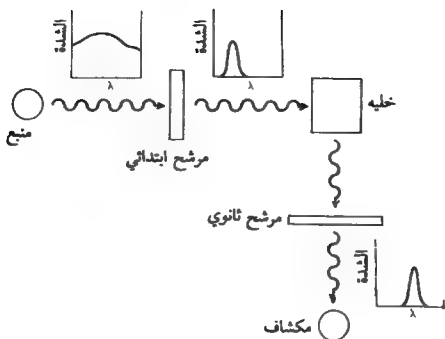 الشدة
λ
الشدة
λ
منبع
مرشح ابتدائي
خليه
مرشح ثانوي
الشدة
λ
مكشاف